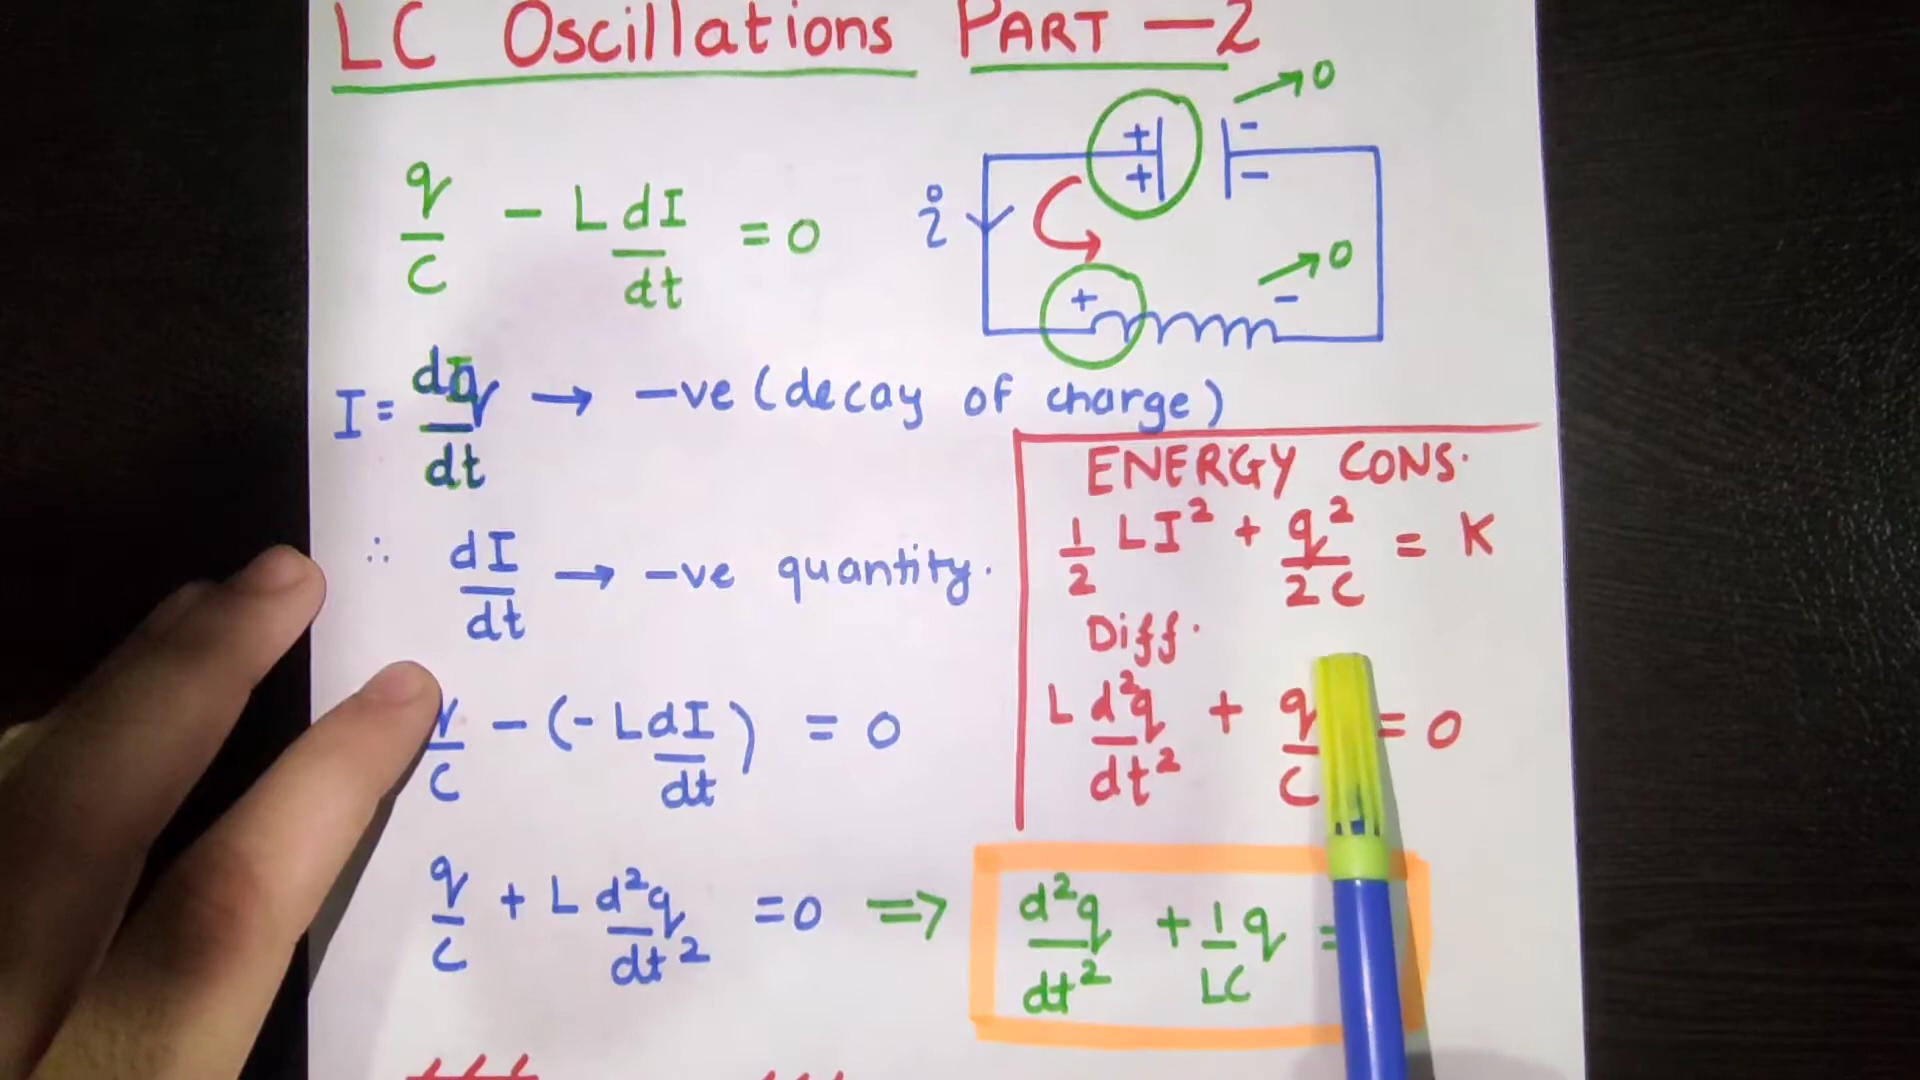 LC Oscillations PART -2
q/C - L dI/dt = 0
+ + - - → 0
i
+ - → 0
I = dq/dt → -ve (decay of charge)
∴ dI/dt → -ve quantity.
q/C - (-L dI/dt) = 0
q/C + L d²q/dt² = 0 => d²q/dt² + 1/LC q =
ENERGY CONS.
1/2 LI² + q²/2C = K
Diff.
L d²q/dt² + q/C = 0